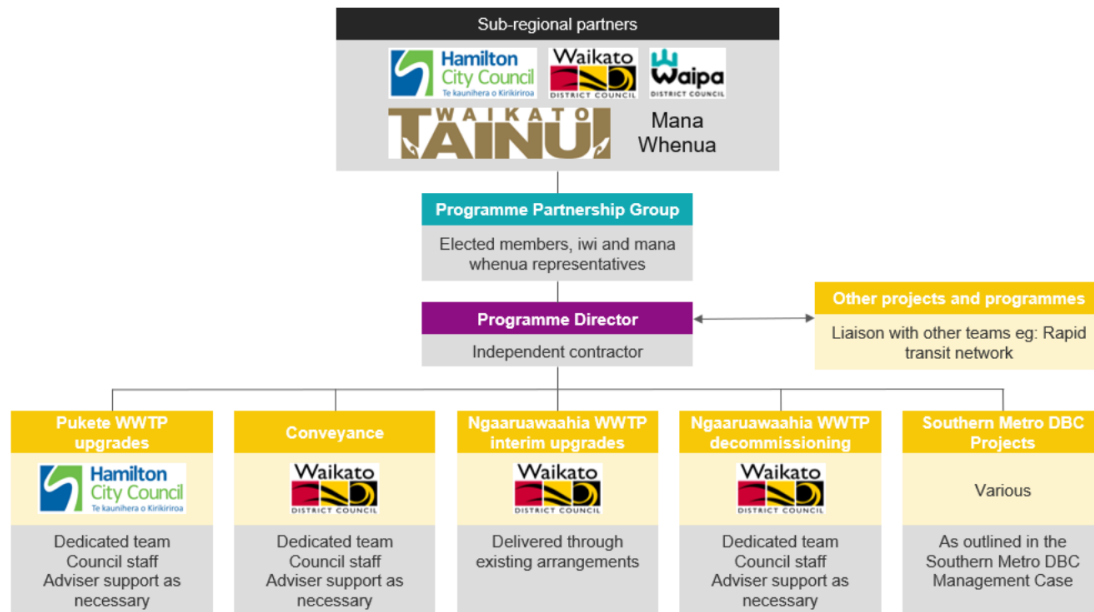 Sub-regional partners
Hamilton
City Council
Te kaunihera o Kirikiriroa
Waikato
DISTRICT COUNCIL
Waipa
DISTRICT COUNCIL
WAIKATO
TAINUI
Mana
Whenua
Programme Partnership Group
Elected members, iwi and mana
whenua representatives
Programme Director
Independent contractor
Other projects and programmes
Liaison with other teams eg: Rapid
transit network
Pukete WWTP
upgrades
Hamilton
City Council
Te kaunihera o Kirikiriroa
Dedicated team
Council staff
Adviser support as
necessary
Conveyance
Waikato
DISTRICT COUNCIL
Dedicated team
Council staff
Adviser support as
necessary
Ngaaruawaahia WWTP
interim upgrades
Waikato
DISTRICT COUNCIL
Delivered through
existing arrangements
Ngaaruawaahia WWTP
decommissioning
Waikato
DISTRICT COUNCIL
Dedicated team
Council staff
Adviser support as
necessary
Southern Metro DBC
Projects
Various
As outlined in the
Southern Metro DBC
Management Case